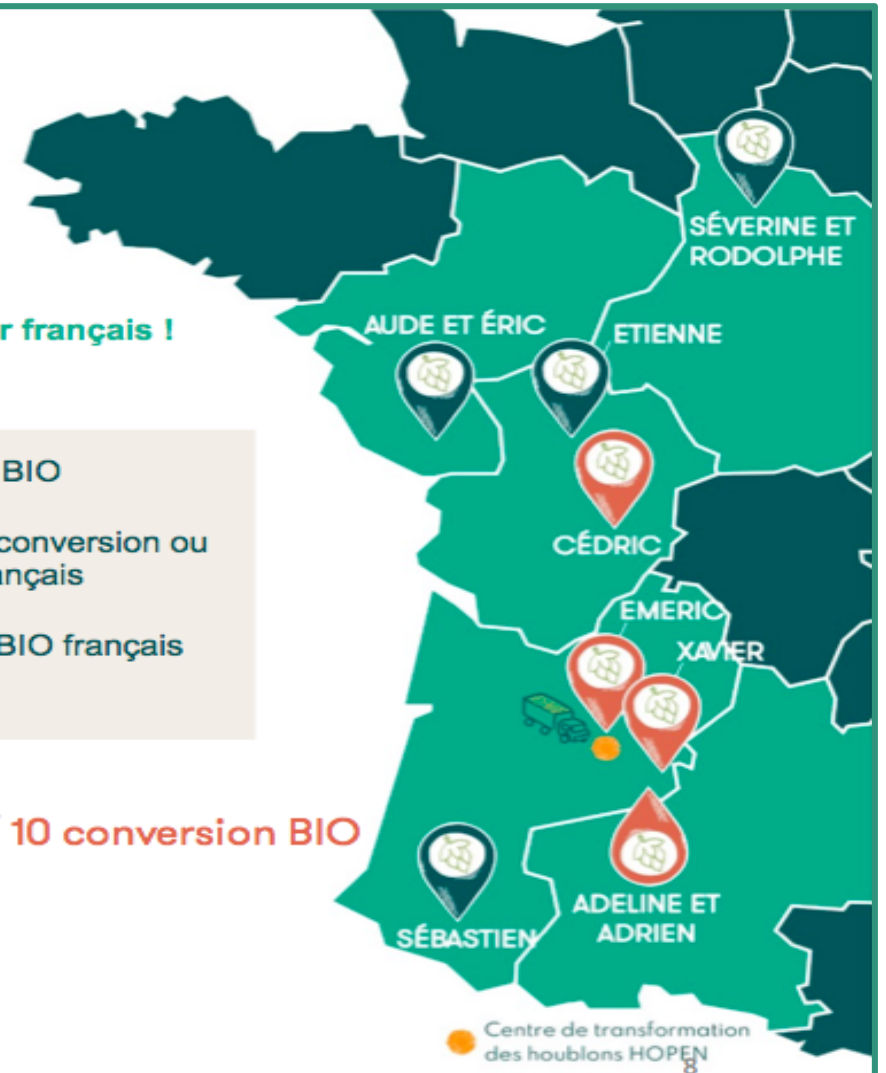 r français !
BIO
conversion ou
ançais
BIO français
10 conversion BIO
SÉVERINE ET
RODOLPHE
AUDE ET ÉRIC
ETIENNE
CÉDRIC
EMERIC
XAVIER
ADELINE ET
ADRIEN
SÉBASTIEN
Centre de transformation
des houblons HOPEN
8